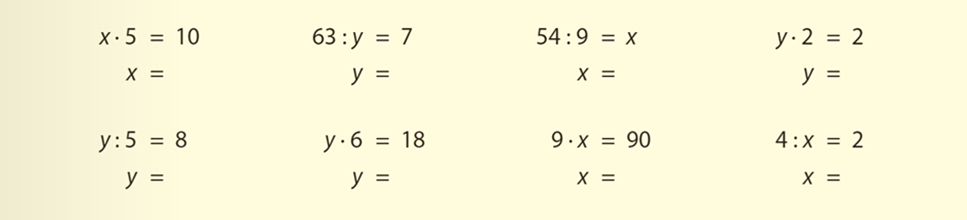 x · 5 = 10 63 : y = 7 54 : 9 = x y · 2 = 2
x = y = x = y =
y : 5 = 8 y · 6 = 18 9 · x = 90 4 : x = 2
y = y = x = x =